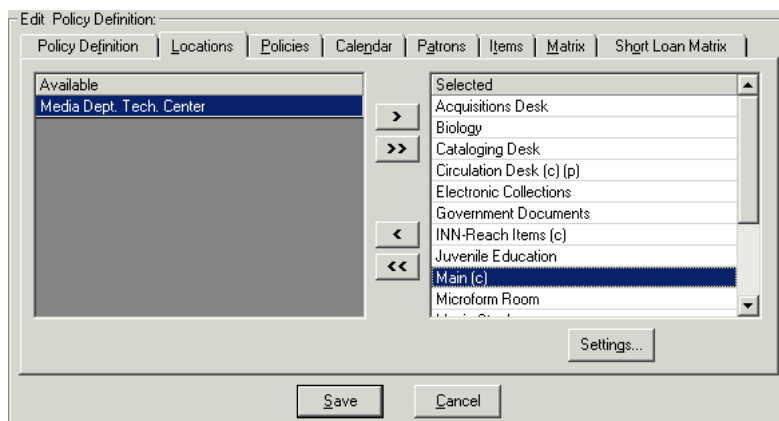 Edit Policy Definition:
Policy Definition Locations Policies Calendar Patrons Items Matrix Short Loan Matrix
Available
Media Dept. Tech. Center
>
>>
<
<<
Selected
Acquisitions Desk
Biology
Cataloging Desk
Circulation Desk (c) (p)
Electronic Collections
Government Documents
INN-Reach Items (c)
Juvenile Education
Main (c)
Microform Room
Settings...
Save Cancel